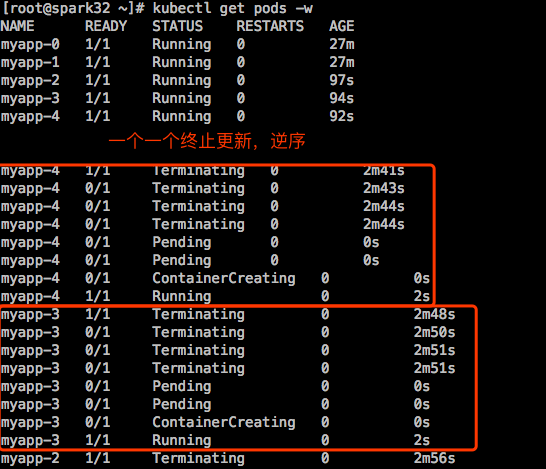 [root@spark32 ~]# kubectl get pods -w
NAME READY STATUS RESTARTS AGE
myapp-0 1/1 Running 0 27m
myapp-1 1/1 Running 0 27m
myapp-2 1/1 Running 0 97s
myapp-3 1/1 Running 0 94s
myapp-4 1/1 Running 0 92s
一个一个终止更新，逆序
myapp-4 1/1 Terminating 0 2m41s
myapp-4 0/1 Terminating 0 2m43s
myapp-4 0/1 Terminating 0 2m44s
myapp-4 0/1 Terminating 0 2m44s
myapp-4 0/1 Pending 0 0s
myapp-4 0/1 Pending 0 0s
myapp-4 0/1 ContainerCreating 0 0s
myapp-4 1/1 Running 0 2s
myapp-3 1/1 Terminating 0 2m48s
myapp-3 0/1 Terminating 0 2m50s
myapp-3 0/1 Terminating 0 2m51s
myapp-3 0/1 Terminating 0 2m51s
myapp-3 0/1 Pending 0 0s
myapp-3 0/1 Pending 0 0s
myapp-3 0/1 ContainerCreating 0 0s
myapp-3 1/1 Running 0 2s
myapp-2 1/1 Terminating 0 2m56s